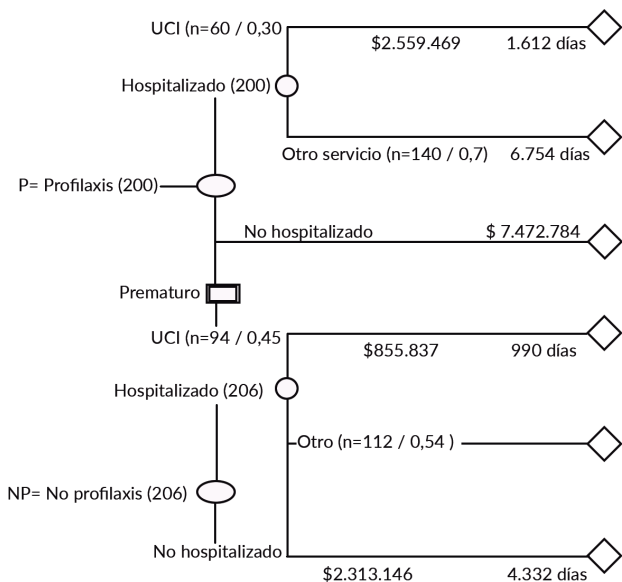 UCI (n=60 / 0,30
$2.559.469 1.612 días
Hospitalizado (200)
Otro servicio (n=140 / 0,7) 6.754 días
P= Profilaxis (200)
No hospitalizado $ 7.472.784
Prematuro
UCI (n=94 / 0,45
$855.837 990 días
Hospitalizado (206)
Otro (n=112 / 0,54 )
NP= No profilaxis (206)
No hospitalizado
$2.313.146 4.332 días